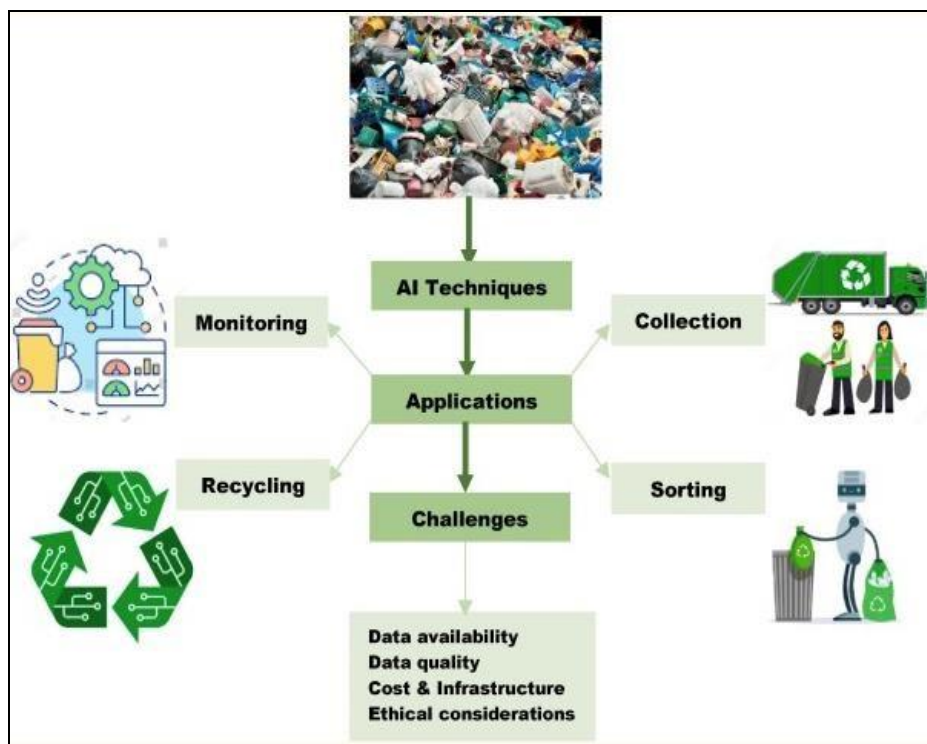 AI Techniques
Monitoring
Collection
Applications
Recycling
Sorting
Challenges
Data availability
Data quality
Cost & Infrastructure
Ethical considerations